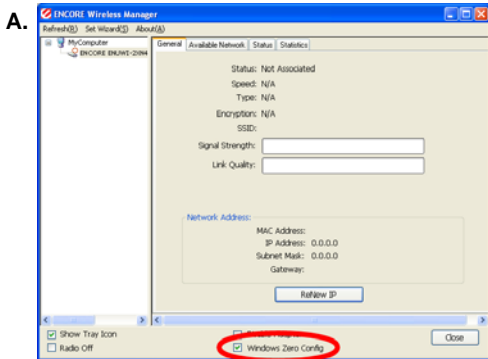 A.
ENCORE Wireless Manager
Refresh(R) Set Wizard(S) About(A)
MyComputer
ENCORE ENUWI-2XN4
General Available Network Status Statistics
Status: Not Associated
Speed: N/A
Type: N/A
Encryption: N/A
SSID:
Signal Strength:
Link Quality:
Network Address:
MAC Address:
IP Address: 0.0.0.0
Subnet Mask: 0.0.0.0
Gateway:
ReNew IP
Show Tray Icon
Radio Off
Windows Zero Config
Close